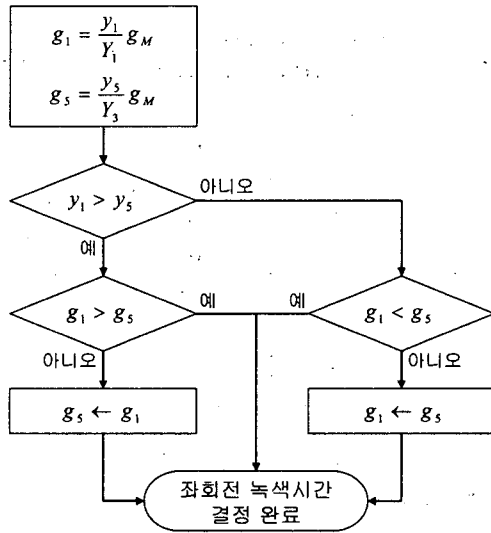 g₁ = y₁/Y₁ g_M
g₅ = y₅/Y₃ g_M
y₁ > y₅
아니오
예
g₁ > g₅
예
예
g₁ < g₅
아니오
아니오
g₅ ← g₁
g₁ ← g₅
좌회전 녹색시간
결정 완료